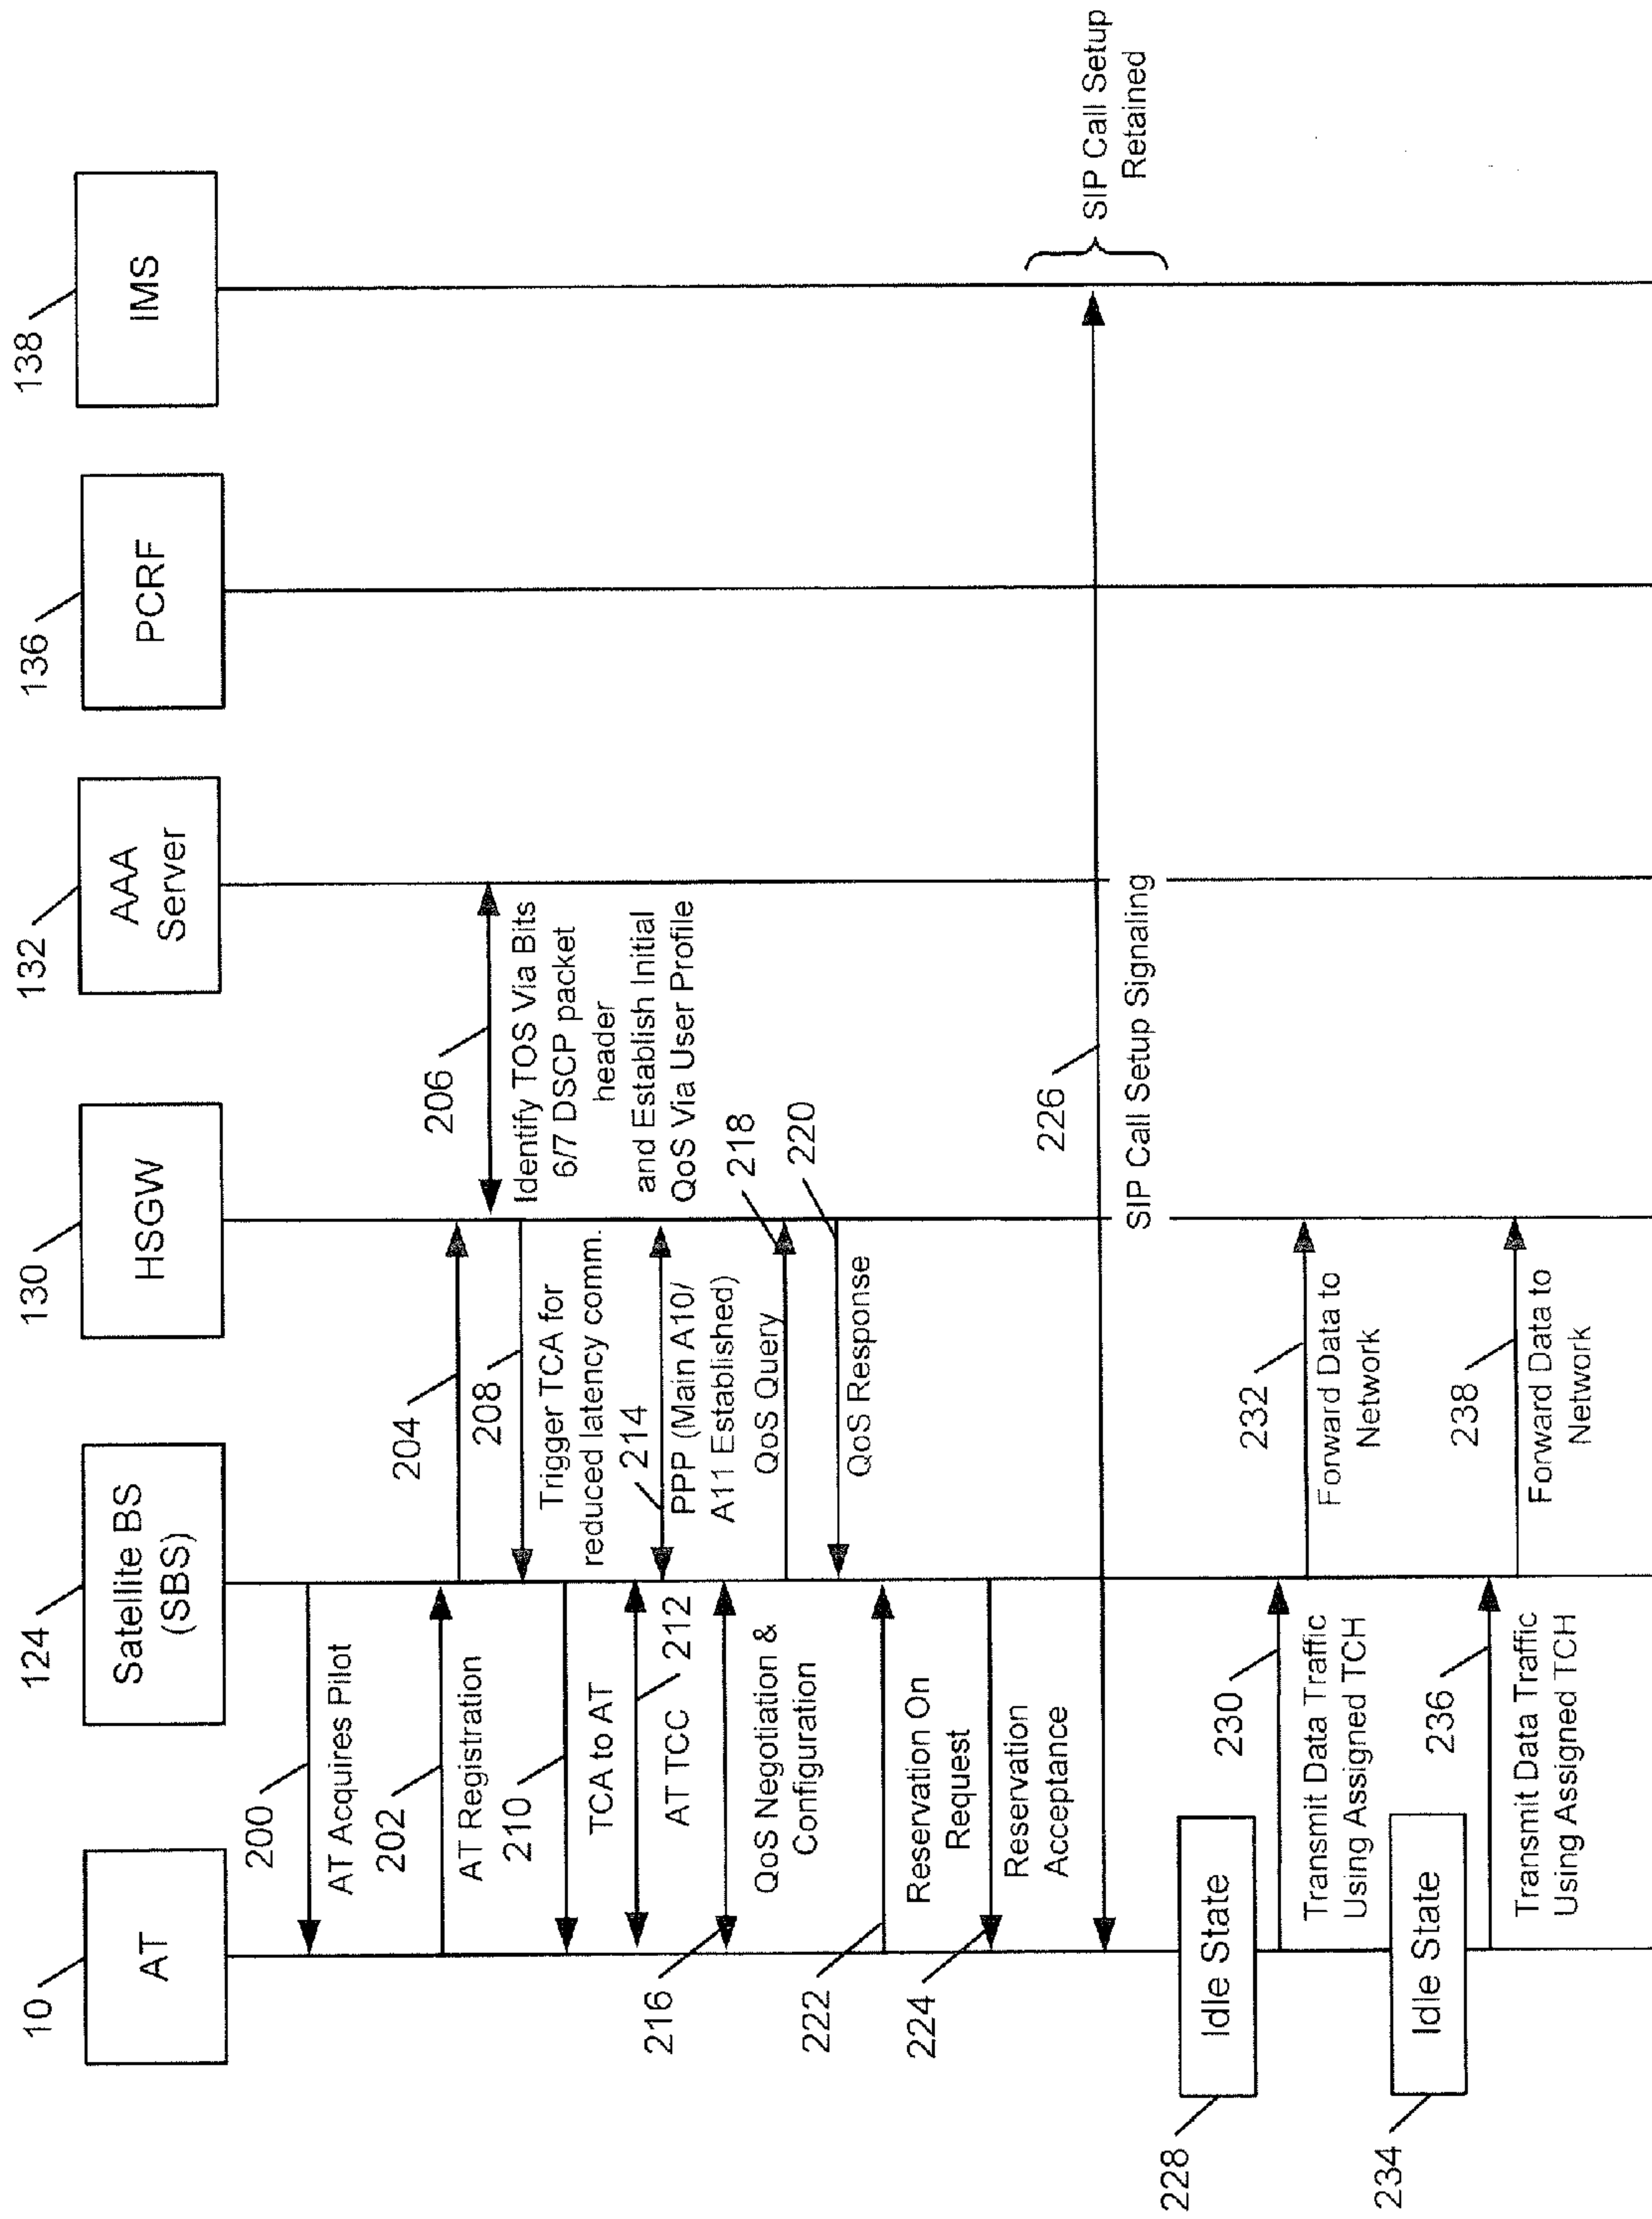 10
AT
124
Satellite BS
(SBS)
130
HSGW
132
AAA
Server
136
PCRF
138
IMS
200
AT Acquires Pilot
202
AT Registration
204
206
Identify TOS Via Bits
6/7 DSCP packet
header
and Establish Initial
QoS Via User Profile
208
Trigger TCA for
reduced latency comm.
210
TCA to AT
212
AT TCC
214
PPP (Main A10/
A11 Established)
216
QoS Negotiation &
Configuration
218
QoS Query
220
QoS Response
222
Reservation On
Request
224
Reservation
Acceptance
226
SIP Call Setup Signaling
SIP Call Setup
Retained
228
Idle State
230
Transmit Data Traffic
Using Assigned TCH
232
Forward Data to
Network
234
Idle State
236
Transmit Data Traffic
Using Assigned TCH
238
Forward Data to
Network